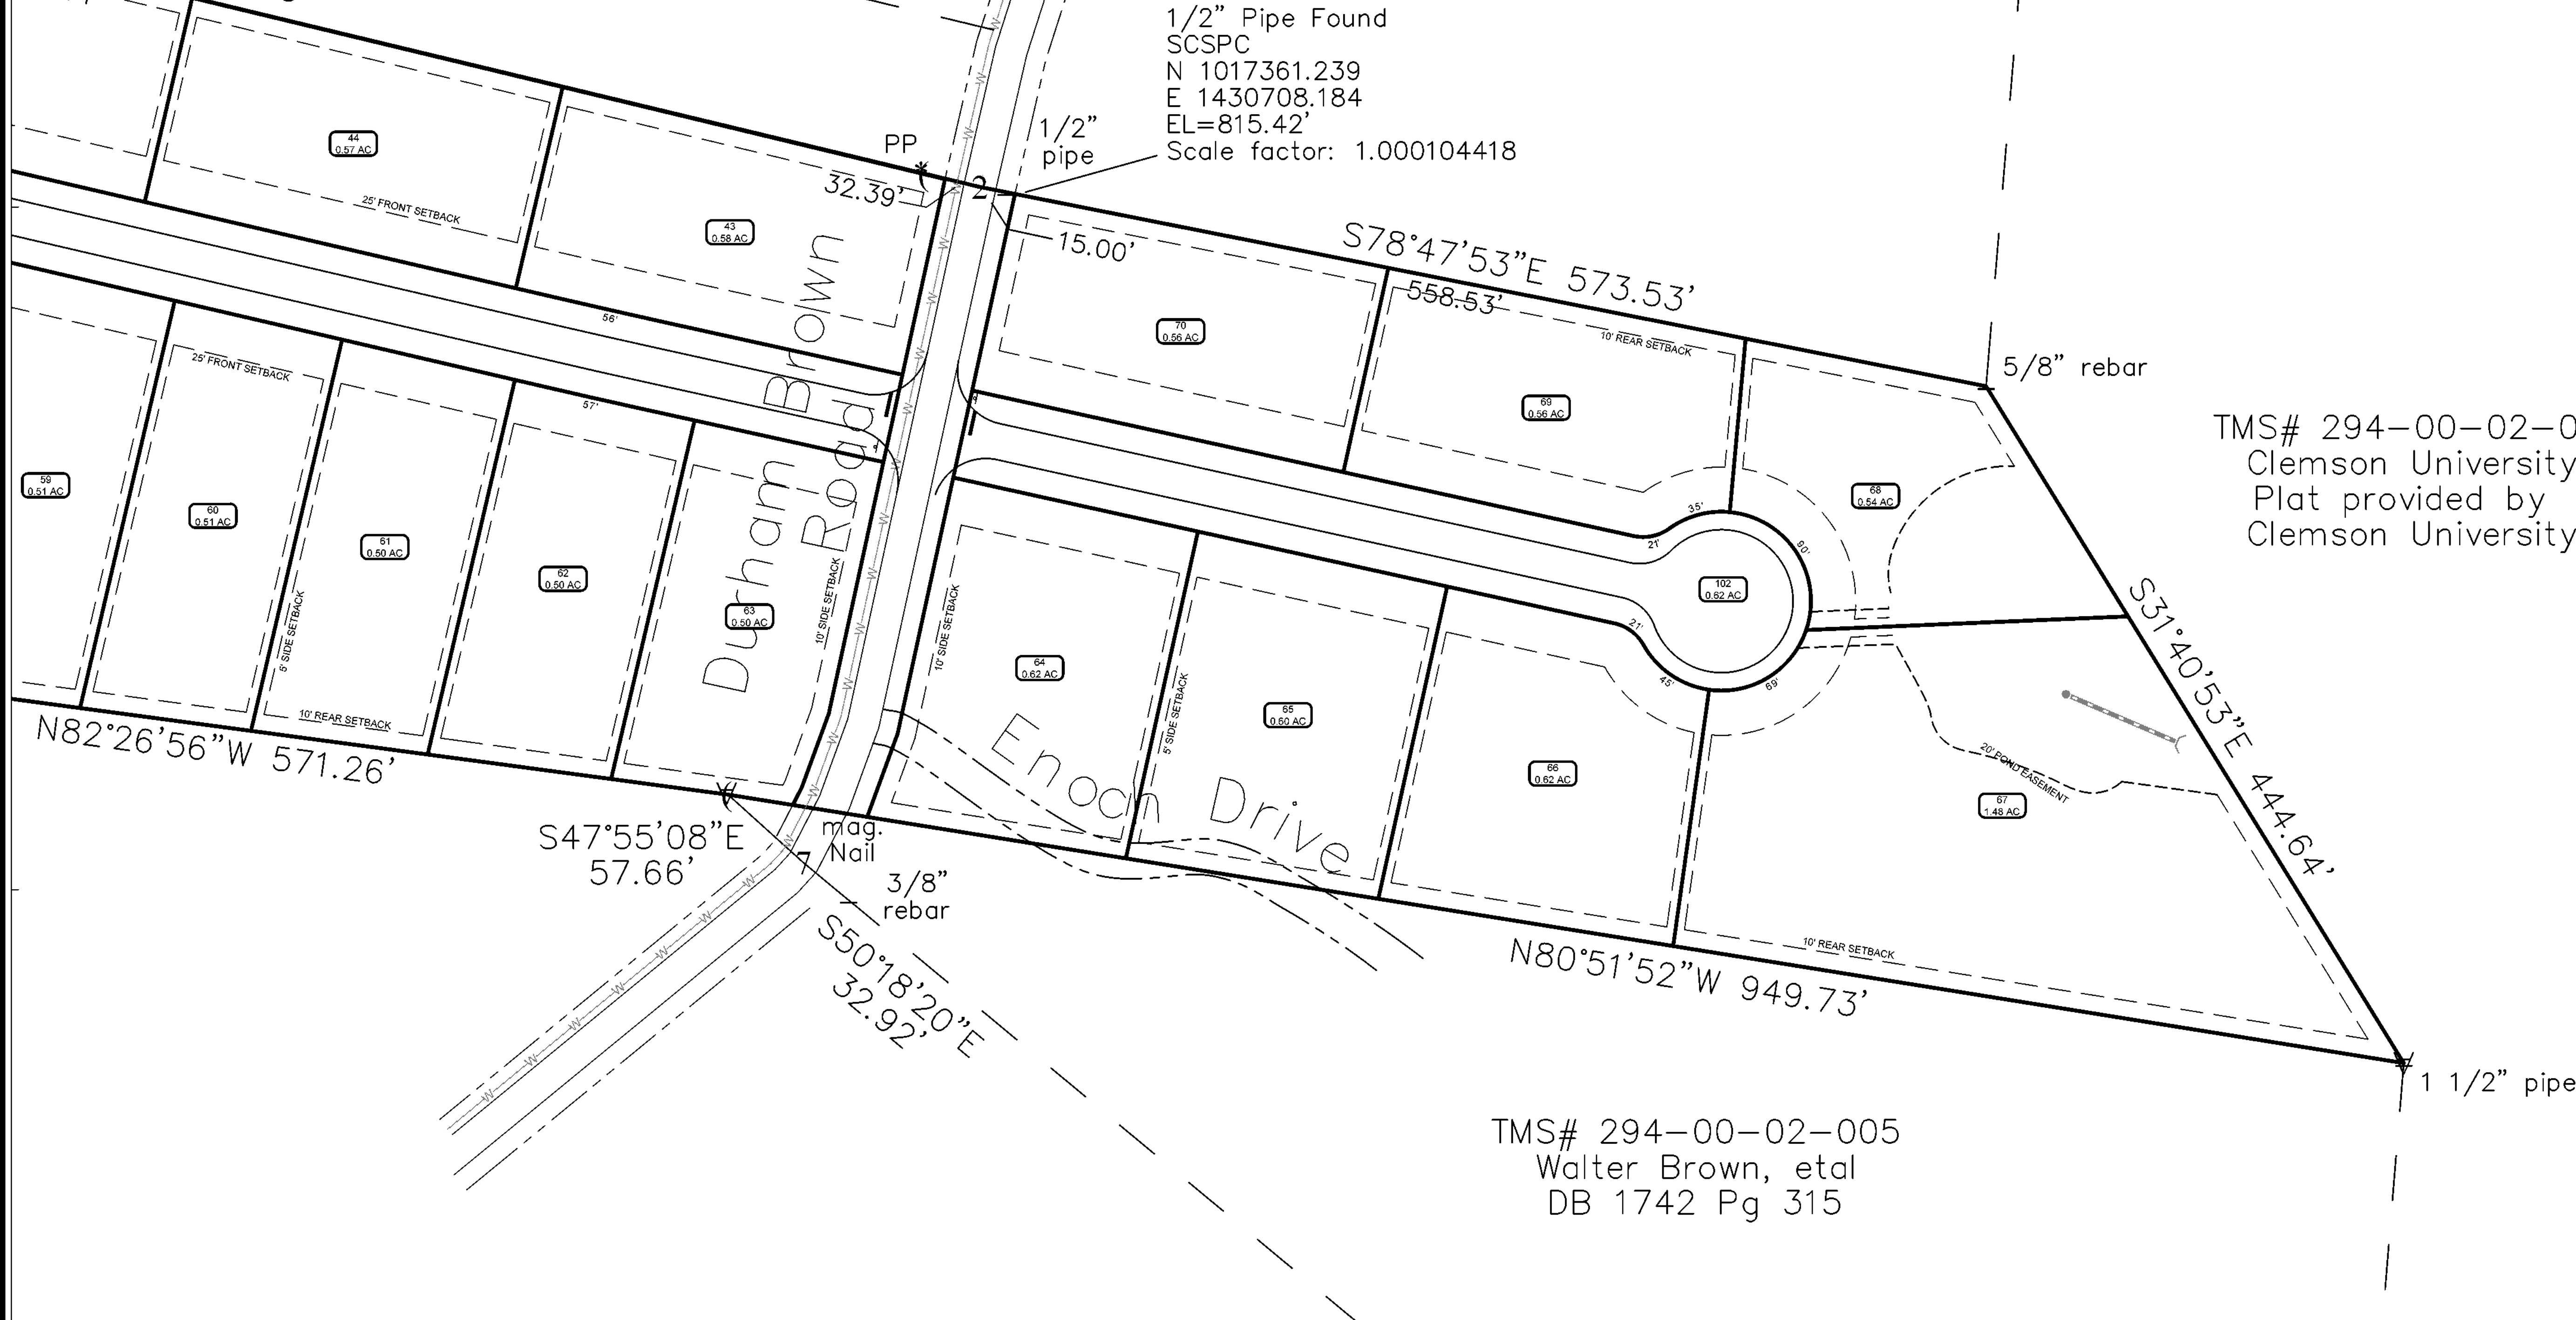 1/2” Pipe Found
SCSPC
N 1017361.239
E 1430708.184
EL=815.42’
Scale factor: 1.000104418
1/2”
pipe
PP
32.39’
2
15.00’
44
0.57 AC
25' FRONT SETBACK
43
0.58 AC
56'
S78°47’53”E 573.53’
558.53’
10' REAR SETBACK
70
0.56 AC
69
0.56 AC
68
0.54 AC
5/8” rebar
TMS# 294-00-02-0
Clemson University
Plat provided by
Clemson University
25' FRONT SETBACK
57'
59
0.51 AC
60
0.51 AC
61
0.50 AC
62
0.50 AC
63
0.50 AC
5' SIDE SETBACK
10' REAR SETBACK
10' SIDE SETBACK
Durham Brown
Road
10' SIDE SETBACK
64
0.62 AC
5' SIDE SETBACK
65
0.60 AC
66
0.62 AC
35'
21'
90'
102
0.62 AC
21'
45'
69'
S31°40’53”E 444.64’
20' POND EASEMENT
67
1.48 AC
10' REAR SETBACK
Enoch Drive
N82°26’56”W 571.26’
S47°55’08”E
57.66’
mag.
Nail
7
3/8”
rebar
S50°18’20”E
32.92’
N80°51’52”W 949.73’
1 1/2” pipe
TMS# 294-00-02-005
Walter Brown, etal
DB 1742 Pg 315